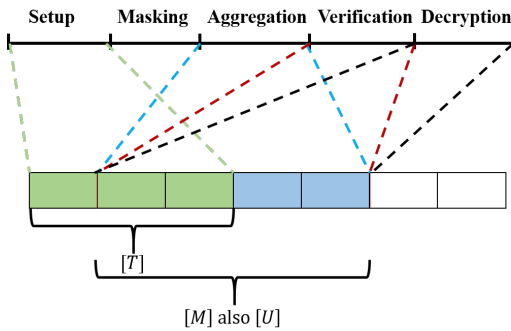 Setup Masking Aggregation Verification Decryption
[T]
[M] also [U]